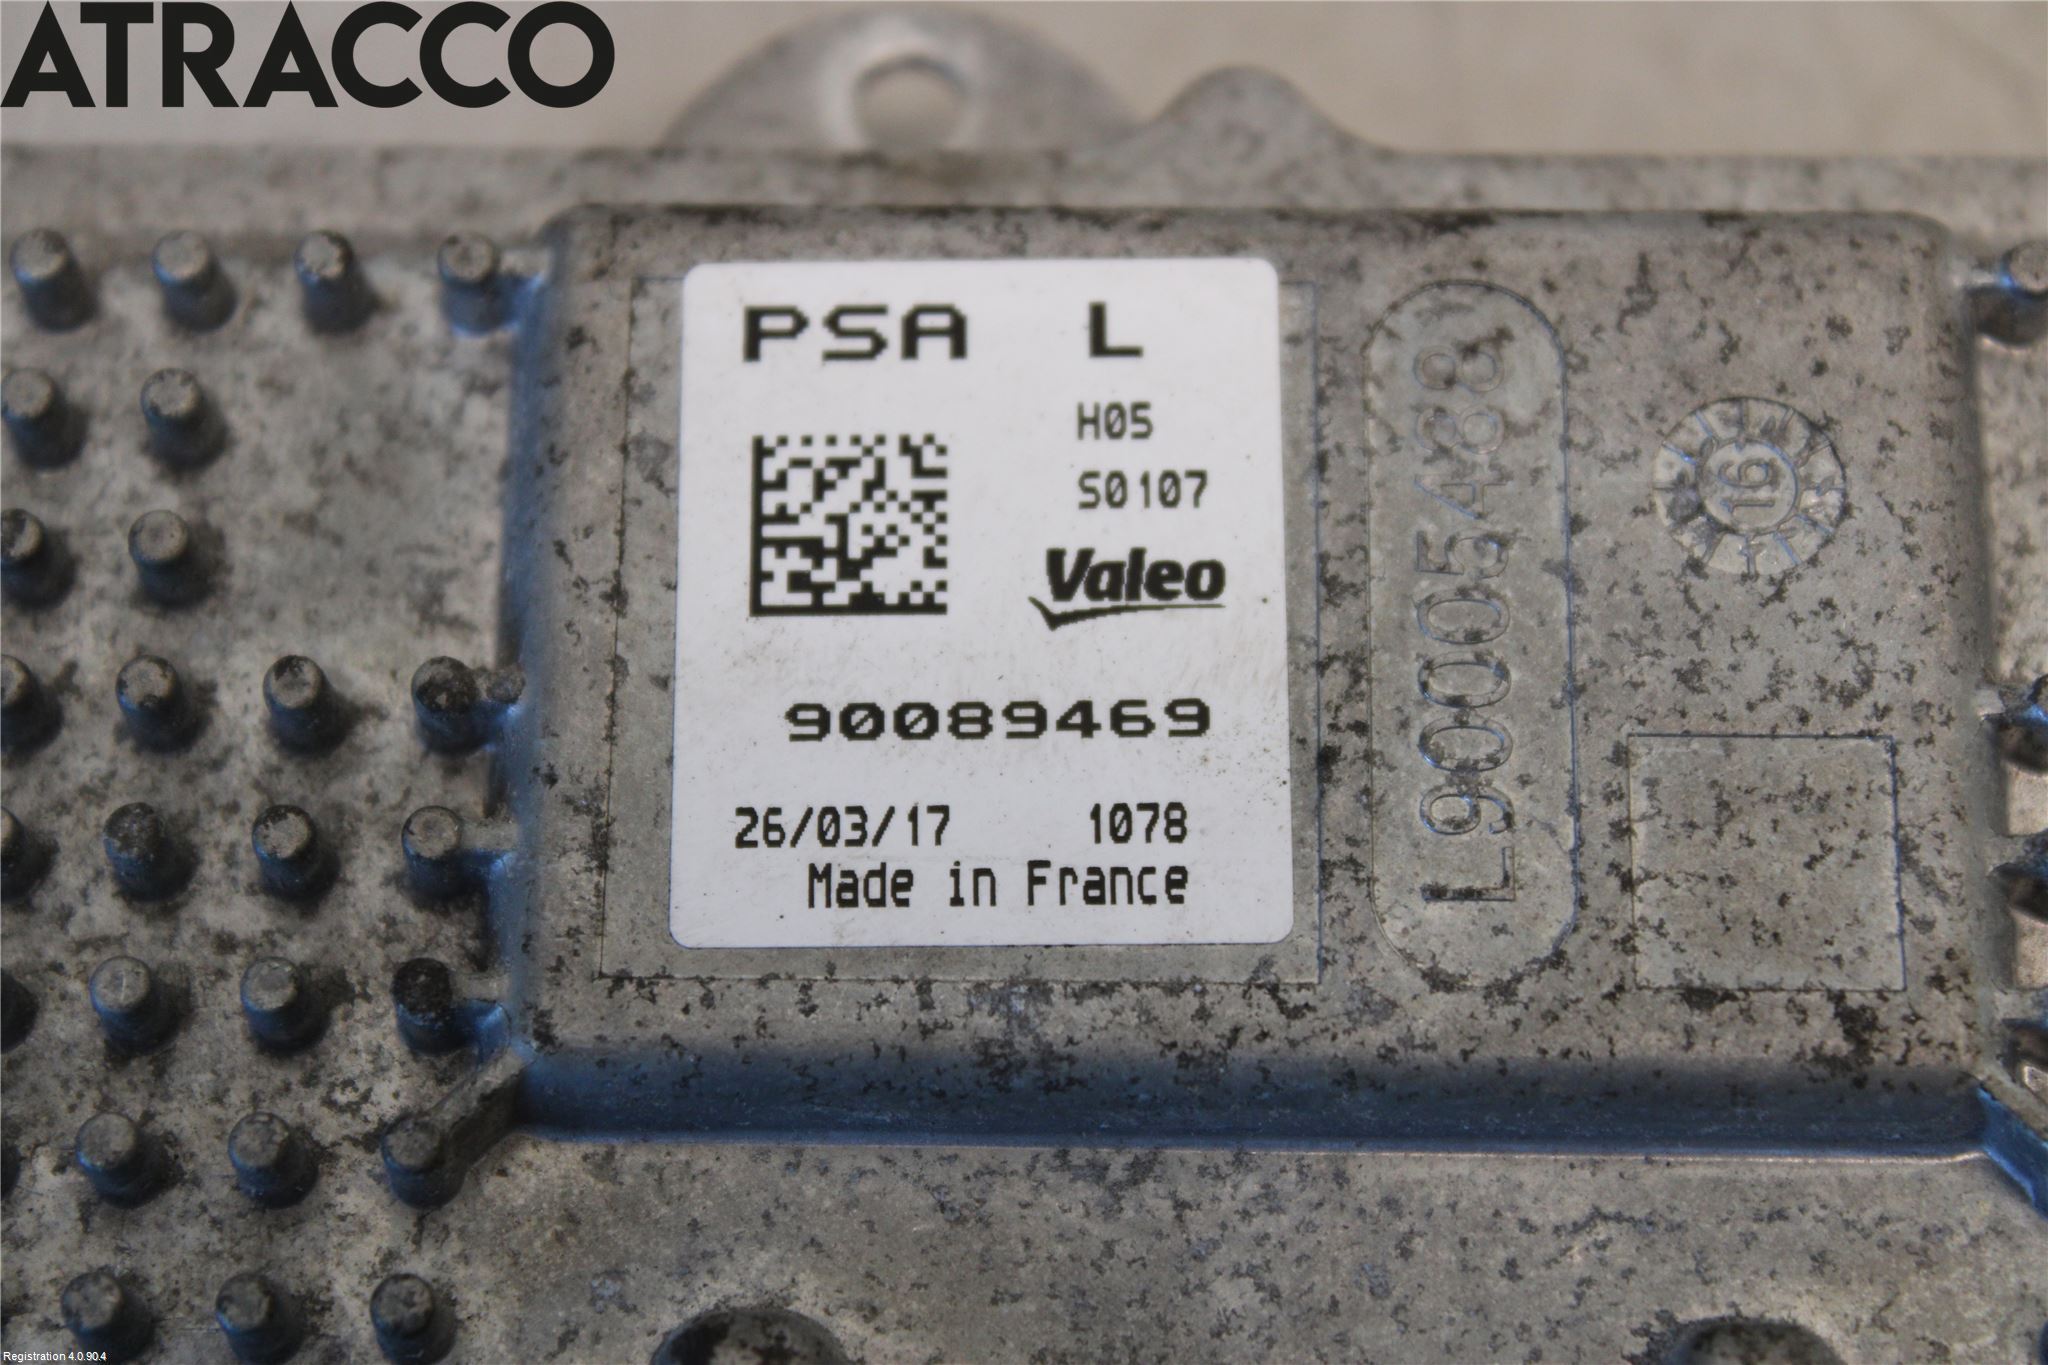 ATRACCO
PSA L
H05
S0107
Valeo
90089469
26/03/17 1078
Made in France
L90005488
16
Registration 4.0.90.4